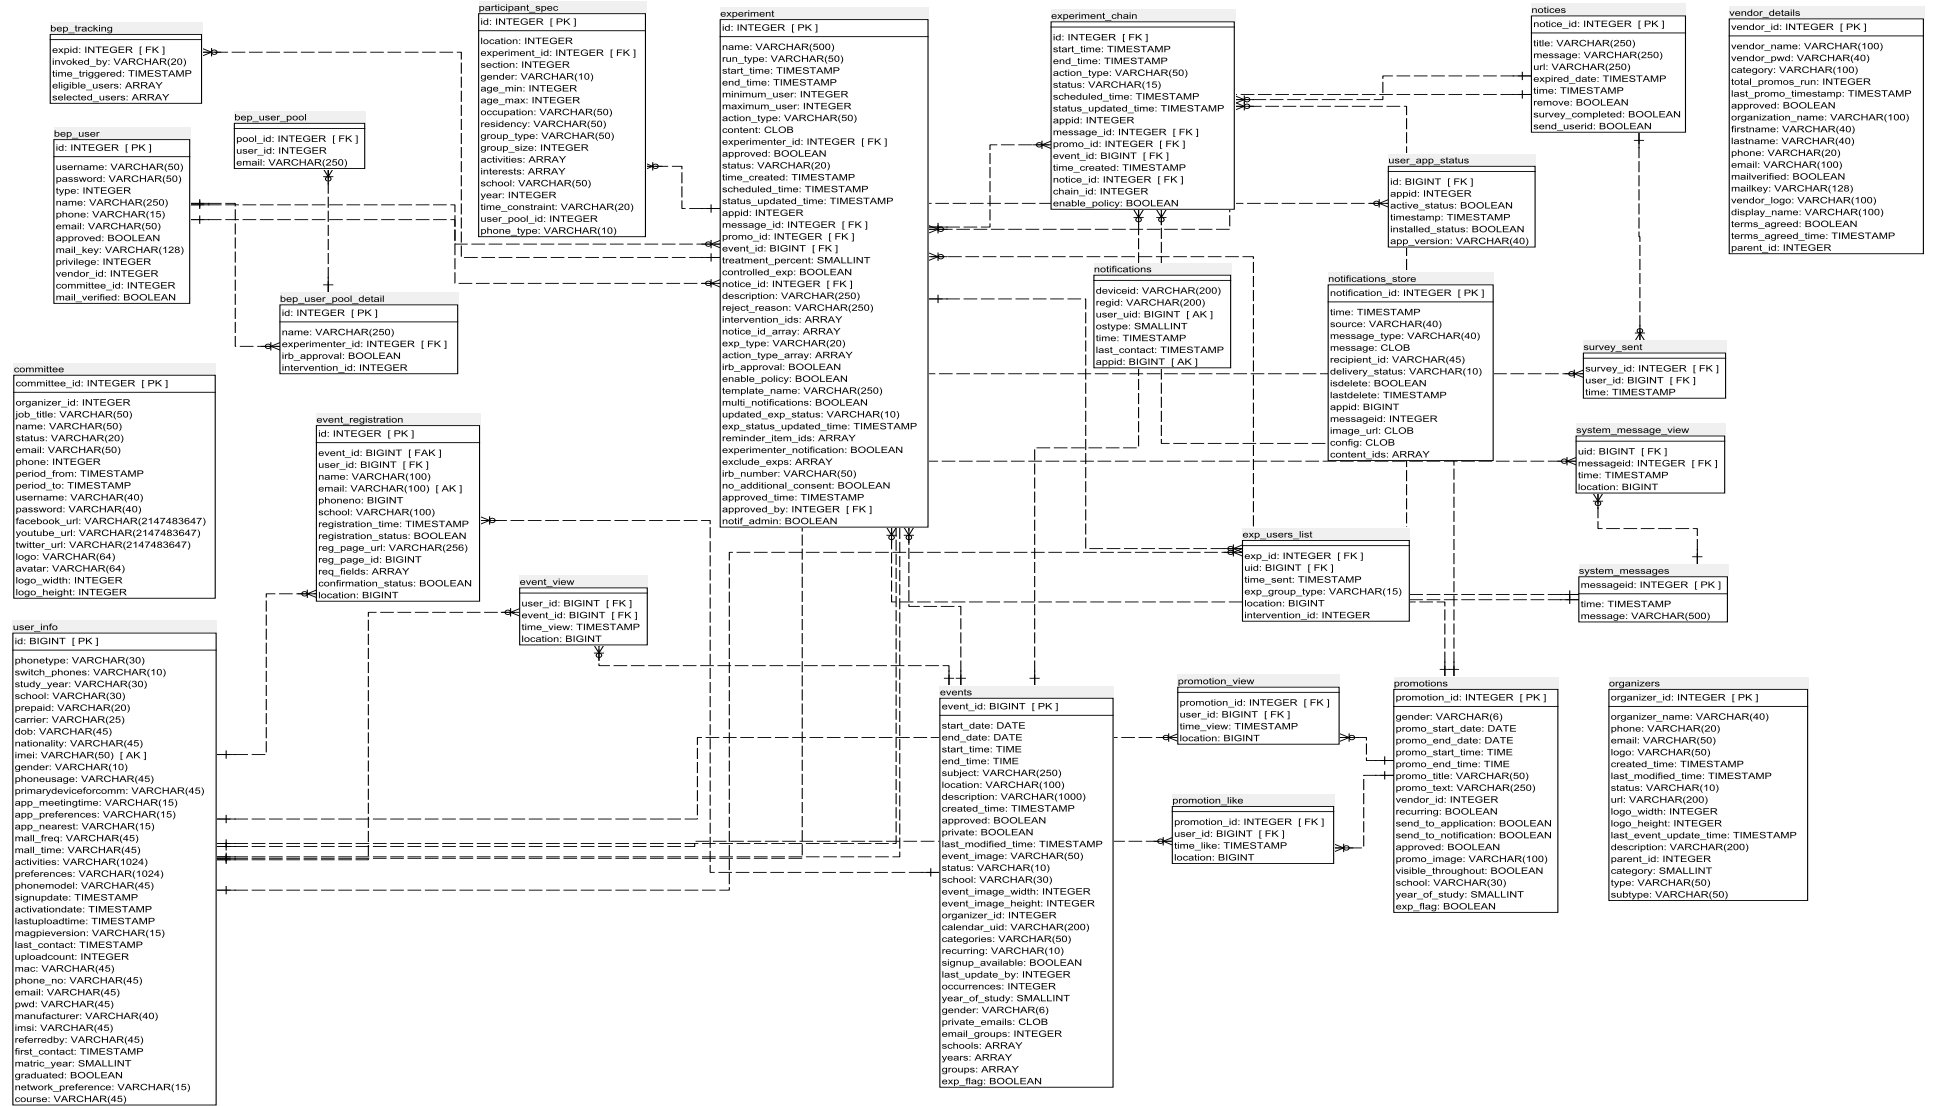 bep_tracking
expid: INTEGER [ FK ]
invoked_by: VARCHAR(20)
time_triggered: TIMESTAMP
eligible_users: ARRAY
selected_users: ARRAY
bep_user
id: INTEGER [ PK ]
username: VARCHAR(50)
password: VARCHAR(50)
type: INTEGER
name: VARCHAR(250)
phone: VARCHAR(15)
email: VARCHAR(50)
approved: BOOLEAN
mail_key: VARCHAR(128)
privilege: INTEGER
vendor_id: INTEGER
committee_id: INTEGER
mail_verified: BOOLEAN
bep_user_pool
pool_id: INTEGER [ FK ]
user_id: INTEGER
email: VARCHAR(250)
bep_user_pool_detail
id: INTEGER [ PK ]
name: VARCHAR(250)
experimenter_id: INTEGER [ FK ]
irb_approval: BOOLEAN
intervention_id: INTEGER
committee
committee_id: INTEGER [ PK ]
organizer_id: INTEGER
job_title: VARCHAR(50)
name: VARCHAR(50)
status: VARCHAR(20)
email: VARCHAR(50)
phone: INTEGER
period_from: TIMESTAMP
period_to: TIMESTAMP
username: VARCHAR(40)
password: VARCHAR(40)
facebook_url: VARCHAR(2147483647)
youtube_url: VARCHAR(2147483647)
twitter_url: VARCHAR(2147483647)
logo: VARCHAR(64)
avatar: VARCHAR(64)
logo_width: INTEGER
logo_height: INTEGER
user_info
id: BIGINT [ PK ]
phonetype: VARCHAR(30)
switch_phones: VARCHAR(10)
study_year: VARCHAR(30)
school: VARCHAR(30)
prepaid: VARCHAR(20)
carrier: VARCHAR(25)
dob: VARCHAR(45)
nationality: VARCHAR(45)
imei: VARCHAR(50) [ AK ]
gender: VARCHAR(10)
phoneusage: VARCHAR(45)
primarydeviceforcomm: VARCHAR(45)
app_meetingtime: VARCHAR(15)
app_preferences: VARCHAR(15)
app_nearest: VARCHAR(15)
mall_freq: VARCHAR(45)
mall_time: VARCHAR(45)
activities: VARCHAR(1024)
preferences: VARCHAR(1024)
phonemodel: VARCHAR(45)
signupdate: TIMESTAMP
activationdate: TIMESTAMP
lastuploadtime: TIMESTAMP
magpieversion: VARCHAR(15)
last_contact: TIMESTAMP
uploadcount: INTEGER
mac: VARCHAR(45)
phone_no: VARCHAR(45)
email: VARCHAR(45)
pwd: VARCHAR(45)
manufacturer: VARCHAR(40)
imsi: VARCHAR(45)
referredby: VARCHAR(45)
first_contact: TIMESTAMP
matric_year: SMALLINT
graduated: BOOLEAN
network_preference: VARCHAR(15)
course: VARCHAR(45)
event_registration
id: INTEGER [ PK ]
event_id: BIGINT [ FAK ]
user_id: BIGINT [ FK ]
name: VARCHAR(100)
email: VARCHAR(100) [ AK ]
phoneno: BIGINT
school: VARCHAR(100)
registration_time: TIMESTAMP
registration_status: BOOLEAN
reg_page_url: VARCHAR(256)
reg_page_id: BIGINT
req_fields: ARRAY
confirmation_status: BOOLEAN
location: BIGINT
participant_spec
id: INTEGER [ PK ]
location: INTEGER
experiment_id: INTEGER [ FK ]
section: INTEGER
gender: VARCHAR(10)
age_min: INTEGER
age_max: INTEGER
occupation: VARCHAR(50)
residency: VARCHAR(50)
group_type: VARCHAR(50)
group_size: INTEGER
activities: ARRAY
interests: ARRAY
school: VARCHAR(50)
year: INTEGER
time_constraint: VARCHAR(20)
user_pool_id: INTEGER
phone_type: VARCHAR(10)
event_view
user_id: BIGINT [ FK ]
event_id: BIGINT [ FK ]
time_view: TIMESTAMP
location: BIGINT
experiment
id: INTEGER [ PK ]
name: VARCHAR(500)
run_type: VARCHAR(50)
start_time: TIMESTAMP
end_time: TIMESTAMP
minimum_user: INTEGER
maximum_user: INTEGER
action_type: VARCHAR(50)
content: CLOB
experimenter_id: INTEGER [ FK ]
approved: BOOLEAN
status: VARCHAR(20)
time_created: TIMESTAMP
scheduled_time: TIMESTAMP
status_updated_time: TIMESTAMP
appid: INTEGER
message_id: INTEGER [ FK ]
promo_id: INTEGER [ FK ]
event_id: BIGINT [ FK ]
treatment_percent: SMALLINT
controlled_exp: BOOLEAN
notice_id: INTEGER [ FK ]
description: VARCHAR(250)
reject_reason: VARCHAR(250)
intervention_ids: ARRAY
notice_id_array: ARRAY
exp_type: VARCHAR(20)
action_type_array: ARRAY
irb_approval: BOOLEAN
enable_policy: BOOLEAN
template_name: VARCHAR(250)
multi_notifications: BOOLEAN
updated_exp_status: VARCHAR(10)
exp_status_updated_time: TIMESTAMP
reminder_item_ids: ARRAY
experimenter_notification: BOOLEAN
exclude_exps: ARRAY
irb_number: VARCHAR(50)
no_additional_consent: BOOLEAN
approved_time: TIMESTAMP
approved_by: INTEGER [ FK ]
notif_admin: BOOLEAN
experiment_chain
id: INTEGER [ FK ]
start_time: TIMESTAMP
end_time: TIMESTAMP
action_type: VARCHAR(50)
status: VARCHAR(15)
scheduled_time: TIMESTAMP
status_updated_time: TIMESTAMP
appid: INTEGER
message_id: INTEGER [ FK ]
promo_id: INTEGER [ FK ]
event_id: BIGINT [ FK ]
time_created: TIMESTAMP
notice_id: INTEGER [ FK ]
chain_id: INTEGER
enable_policy: BOOLEAN
notifications
deviceid: VARCHAR(200)
regid: VARCHAR(200)
user_uid: BIGINT [ AK ]
ostype: SMALLINT
time: TIMESTAMP
last_contact: TIMESTAMP
appid: BIGINT [ AK ]
user_app_status
id: BIGINT [ FK ]
appid: INTEGER
active_status: BOOLEAN
timestamp: TIMESTAMP
installed_status: BOOLEAN
app_version: VARCHAR(40)
notifications_store
notification_id: INTEGER [ PK ]
time: TIMESTAMP
source: VARCHAR(40)
message_type: VARCHAR(40)
message: CLOB
recipient_id: VARCHAR(45)
delivery_status: VARCHAR(10)
isdelete: BOOLEAN
lastdelete: TIMESTAMP
appid: BIGINT
messageid: INTEGER
image_url: CLOB
config: CLOB
content_ids: ARRAY
exp_users_list
exp_id: INTEGER [ FK ]
uid: BIGINT [ FK ]
time_sent: TIMESTAMP
exp_group_type: VARCHAR(15)
location: BIGINT
intervention_id: INTEGER
notices
notice_id: INTEGER [ PK ]
title: VARCHAR(250)
message: VARCHAR(250)
url: VARCHAR(250)
expired_date: TIMESTAMP
time: TIMESTAMP
remove: BOOLEAN
survey_completed: BOOLEAN
send_userid: BOOLEAN
survey_sent
survey_id: INTEGER [ FK ]
user_id: BIGINT [ FK ]
time: TIMESTAMP
system_message_view
uid: BIGINT [ FK ]
messageid: INTEGER [ FK ]
time: TIMESTAMP
location: BIGINT
system_messages
messageid: INTEGER [ PK ]
time: TIMESTAMP
message: VARCHAR(500)
vendor_details
vendor_id: INTEGER [ PK ]
vendor_name: VARCHAR(100)
vendor_pwd: VARCHAR(40)
category: VARCHAR(100)
total_promos_run: INTEGER
last_promo_timestamp: TIMESTAMP
approved: BOOLEAN
organization_name: VARCHAR(100)
firstname: VARCHAR(40)
lastname: VARCHAR(40)
phone: VARCHAR(20)
email: VARCHAR(100)
mailverified: BOOLEAN
mailkey: VARCHAR(128)
vendor_logo: VARCHAR(100)
display_name: VARCHAR(100)
terms_agreed: BOOLEAN
terms_agreed_time: TIMESTAMP
parent_id: INTEGER
events
event_id: BIGINT [ PK ]
start_date: DATE
end_date: DATE
start_time: TIME
end_time: TIME
subject: VARCHAR(250)
location: VARCHAR(100)
description: VARCHAR(1000)
created_time: TIMESTAMP
approved: BOOLEAN
private: BOOLEAN
last_modified_time: TIMESTAMP
event_image: VARCHAR(50)
status: VARCHAR(10)
school: VARCHAR(30)
event_image_width: INTEGER
event_image_height: INTEGER
organizer_id: INTEGER
calendar_uid: VARCHAR(200)
categories: VARCHAR(50)
recurring: VARCHAR(10)
signup_available: BOOLEAN
last_update_by: INTEGER
occurrences: INTEGER
year_of_study: SMALLINT
gender: VARCHAR(6)
private_emails: CLOB
email_groups: INTEGER
schools: ARRAY
years: ARRAY
groups: ARRAY
exp_flag: BOOLEAN
promotion_view
promotion_id: INTEGER [ FK ]
user_id: BIGINT [ FK ]
time_view: TIMESTAMP
location: BIGINT
promotion_like
promotion_id: INTEGER [ FK ]
user_id: BIGINT [ FK ]
time_like: TIMESTAMP
location: BIGINT
promotions
promotion_id: INTEGER [ PK ]
gender: VARCHAR(6)
promo_start_date: DATE
promo_end_date: DATE
promo_start_time: TIME
promo_end_time: TIME
promo_title: VARCHAR(50)
promo_text: VARCHAR(250)
vendor_id: INTEGER
recurring: BOOLEAN
send_to_application: BOOLEAN
send_to_notification: BOOLEAN
approved: BOOLEAN
promo_image: VARCHAR(100)
visible_throughout: BOOLEAN
school: VARCHAR(30)
year_of_study: SMALLINT
exp_flag: BOOLEAN
organizers
organizer_id: INTEGER [ PK ]
organizer_name: VARCHAR(40)
phone: VARCHAR(20)
email: VARCHAR(50)
logo: VARCHAR(50)
created_time: TIMESTAMP
last_modified_time: TIMESTAMP
status: VARCHAR(10)
url: VARCHAR(200)
logo_width: INTEGER
logo_height: INTEGER
last_event_update_time: TIMESTAMP
description: VARCHAR(200)
parent_id: INTEGER
category: SMALLINT
type: VARCHAR(50)
subtype: VARCHAR(50)